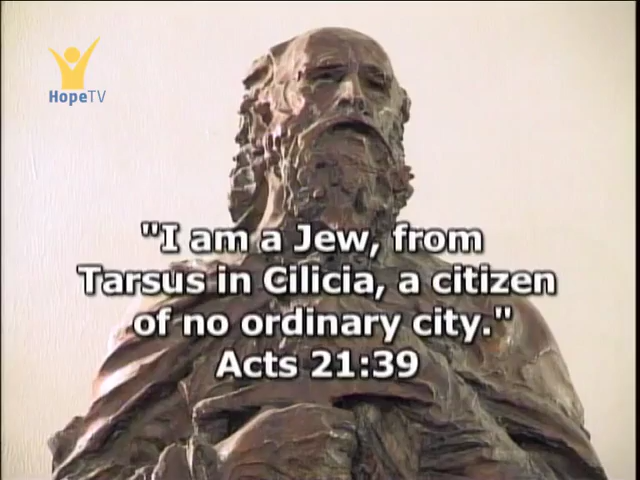 HopeTV
"I am a Jew, from
Tarsus in Cilicia, a citizen
of no ordinary city."
Acts 21:39